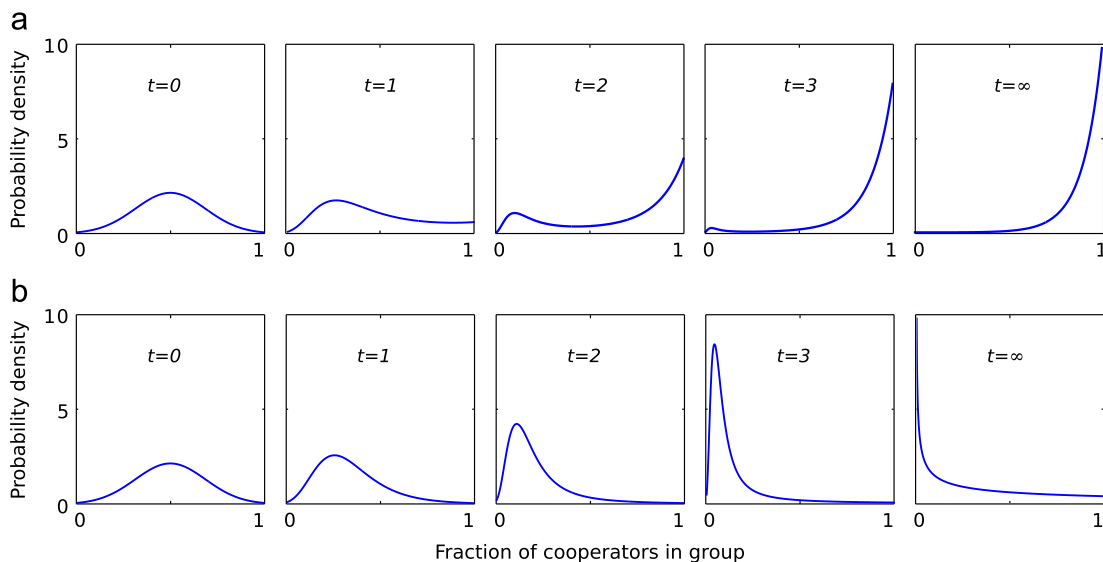 a
Probability density
10
5
0
t=0
t=1
t=2
t=3
t=∞
0 1 0 1 0 1 0 1 0 1
b
Probability density
10
5
0
t=0
t=1
t=2
t=3
t=∞
0 1 0 1 0 1 0 1 0 1
Fraction of cooperators in group